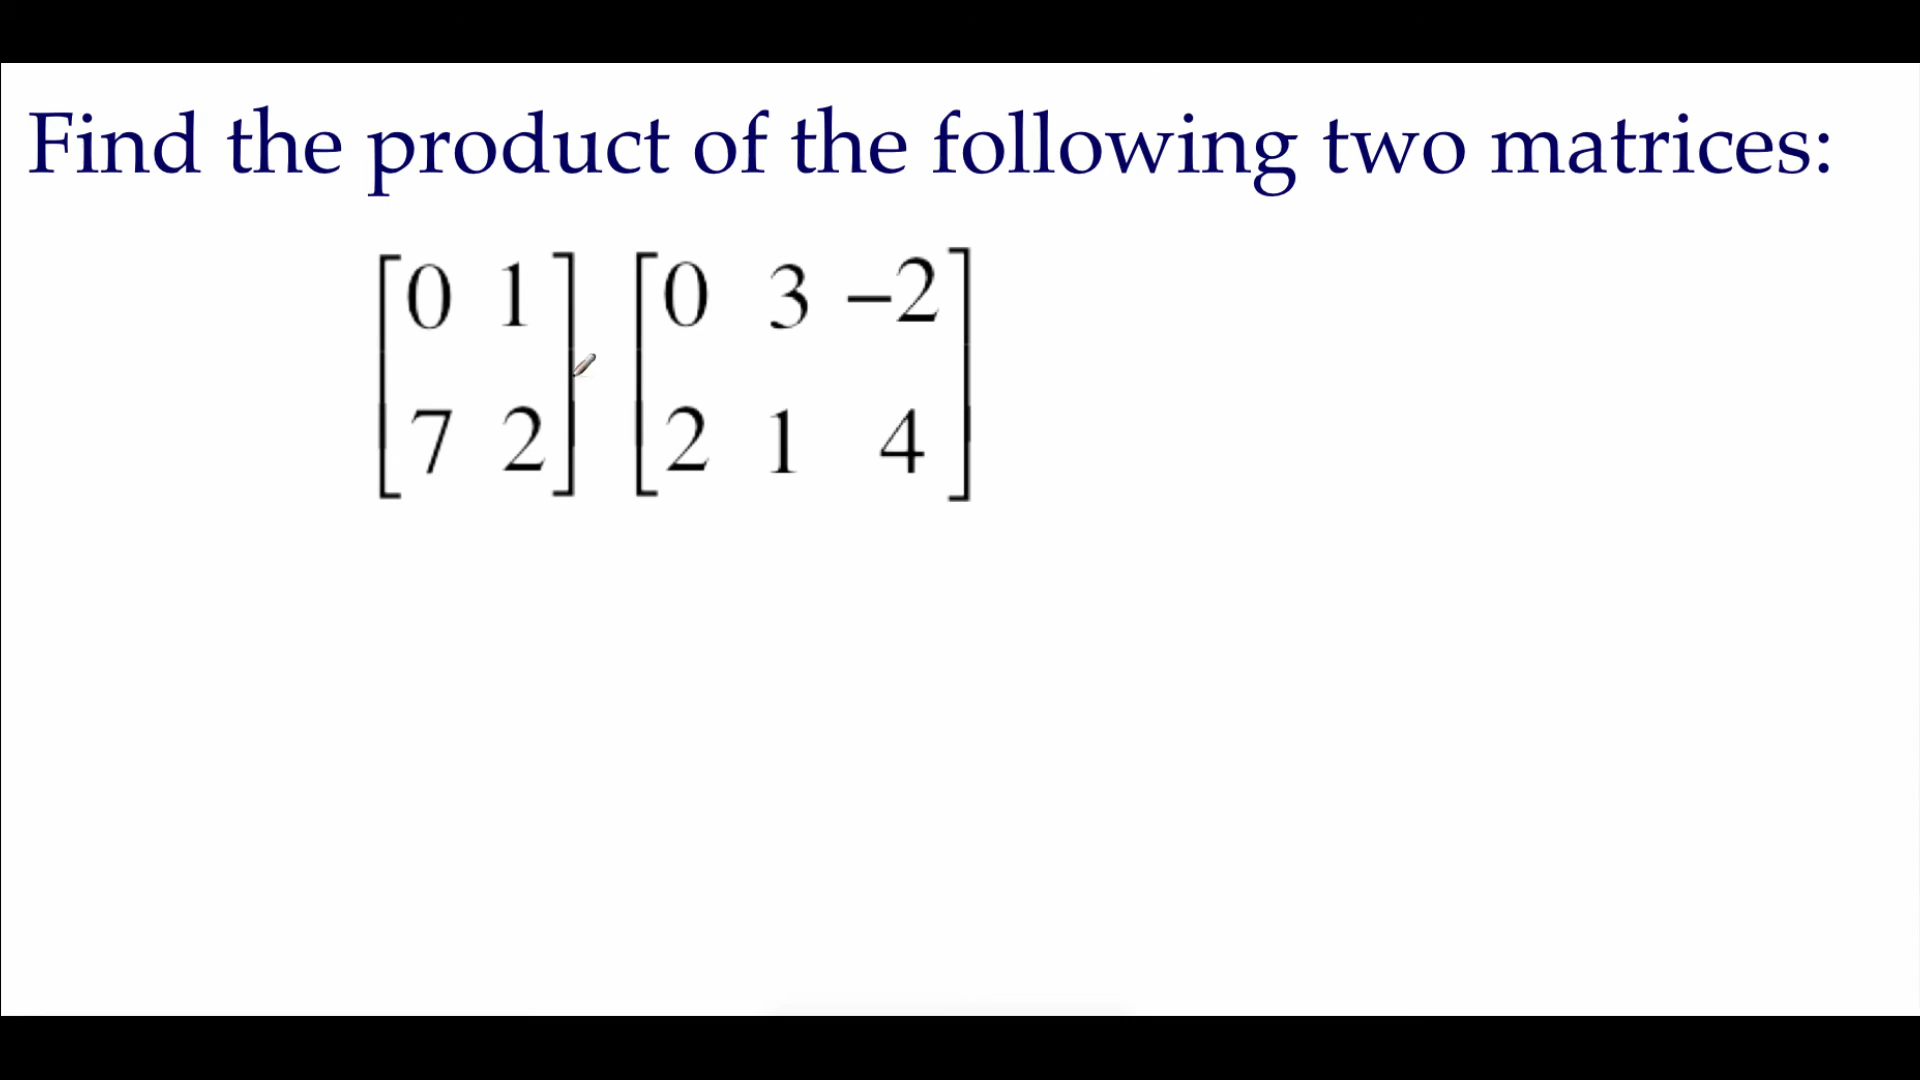 Find the product of the following two matrices:
[0 1] [0 3 −2]
[7 2] [2 1 4]